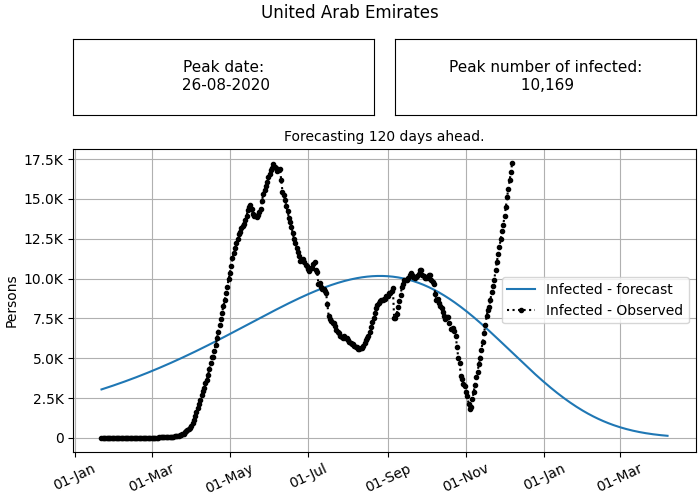 United Arab Emirates
Peak date:
26-08-2020
Peak number of infected:
10,169
Forecasting 120 days ahead.
17.5K
15.0K
12.5K
10.0K
7.5K
5.0K
2.5K
0
Persons
Infected - forecast
Infected - Observed
01-Jan
01-Mar
01-May
01-Jul
01-Sep
01-Nov
01-Jan
01-Mar